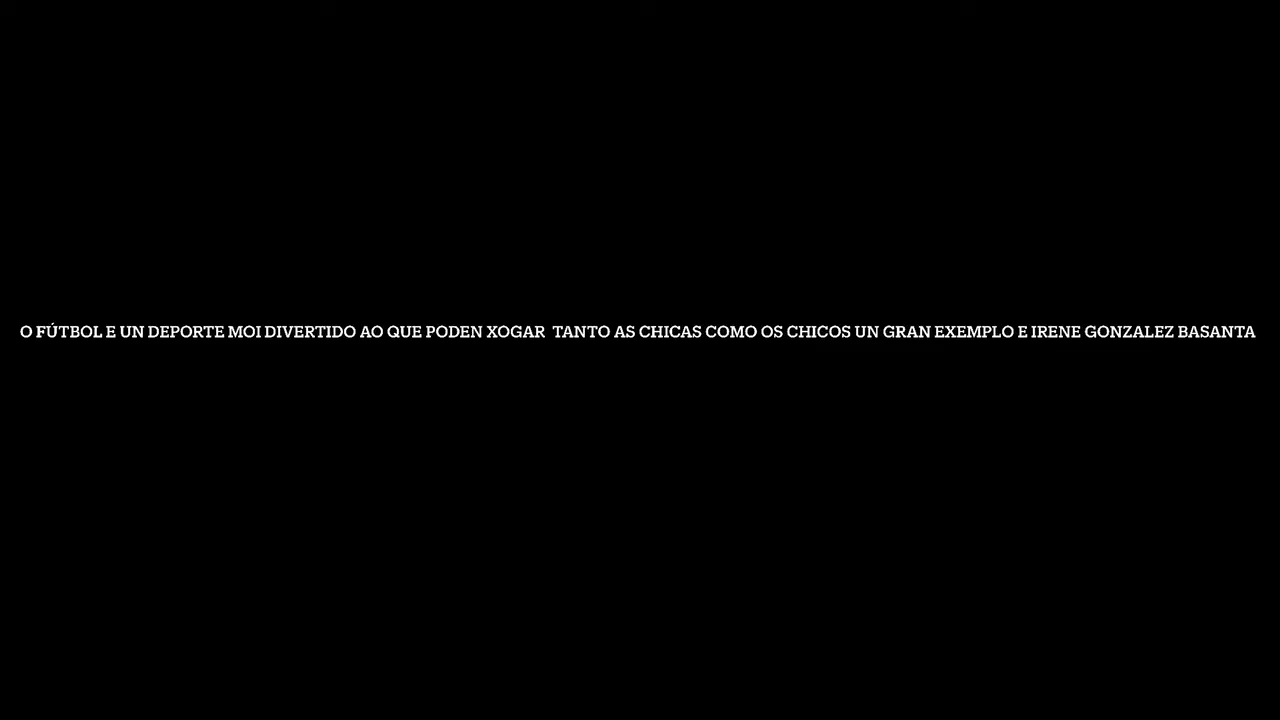 O FÚTBOL E UN DEPORTE MOI DIVERTIDO AO QUE PODEN XOGAR  TANTO AS CHICAS COMO OS CHICOS UN GRAN EXEMPLO E IRENE GONZALEZ BASANTA